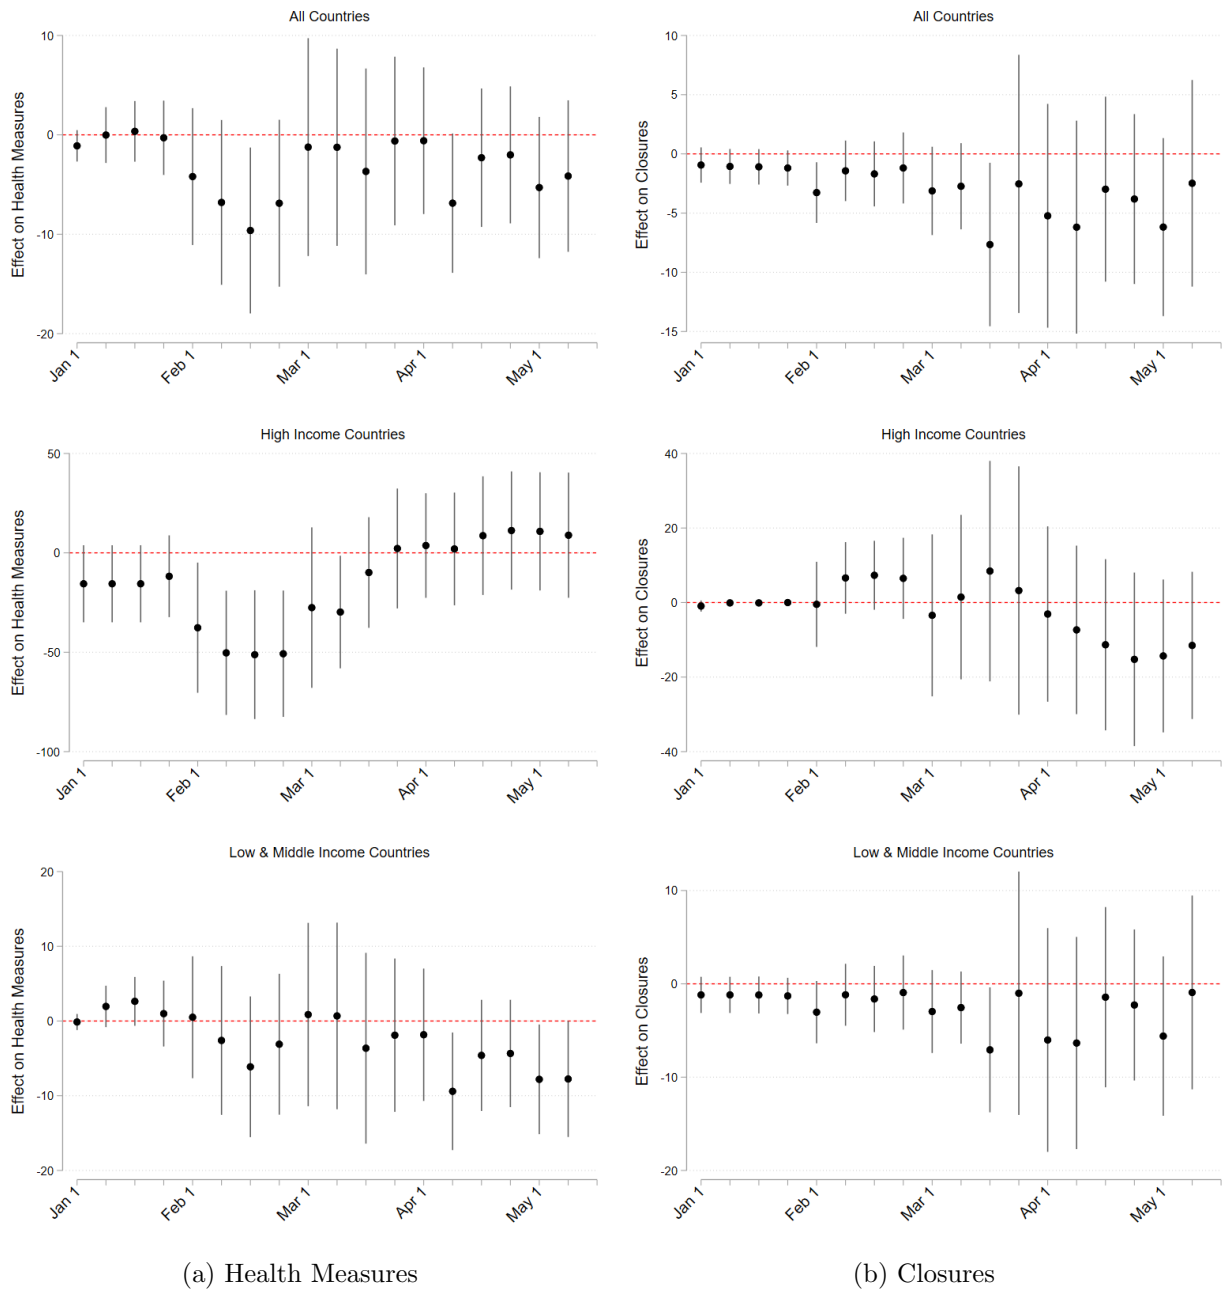 All Countries
Effect on Health Measures
10
0
-10
-20
Jan 1
Feb 1
Mar 1
Apr 1
May 1
All Countries
Effect on Closures
10
5
0
-5
-10
-15
Jan 1
Feb 1
Mar 1
Apr 1
May 1
High Income Countries
Effect on Health Measures
50
0
-50
-100
Jan 1
Feb 1
Mar 1
Apr 1
May 1
High Income Countries
Effect on Closures
40
20
0
-20
-40
Jan 1
Feb 1
Mar 1
Apr 1
May 1
Low & Middle Income Countries
Effect on Health Measures
20
10
0
-10
-20
Jan 1
Feb 1
Mar 1
Apr 1
May 1
Low & Middle Income Countries
Effect on Closures
10
0
-10
-20
Jan 1
Feb 1
Mar 1
Apr 1
May 1
(a) Health Measures
(b) Closures